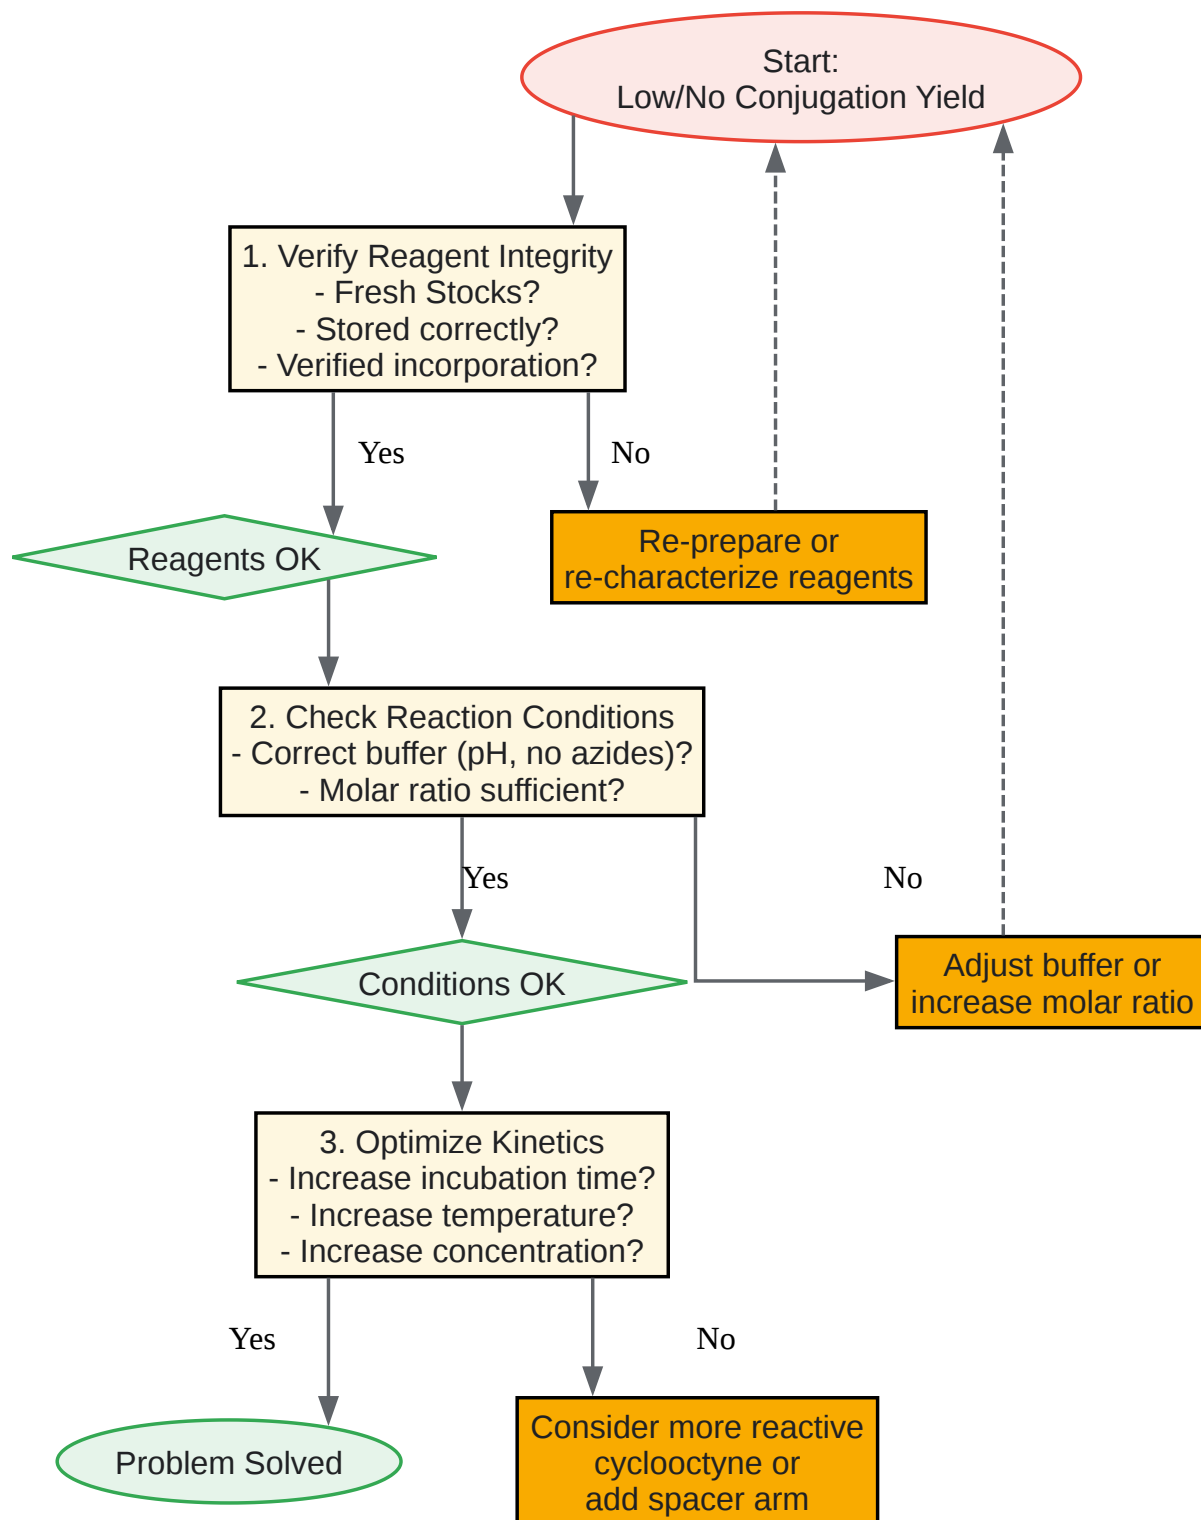 Start:
Low/No Conjugation Yield
1. Verify Reagent Integrity
- Fresh Stocks?
- Stored correctly?
- Verified incorporation?
Yes
No
Reagents OK
Re-prepare or
re-characterize reagents
2. Check Reaction Conditions
- Correct buffer (pH, no azides)?
- Molar ratio sufficient?
Yes
No
Conditions OK
Adjust buffer or
increase molar ratio
3. Optimize Kinetics
- Increase incubation time?
- Increase temperature?
- Increase concentration?
Yes
No
Problem Solved
Consider more reactive
cyclooctyne or
add spacer arm